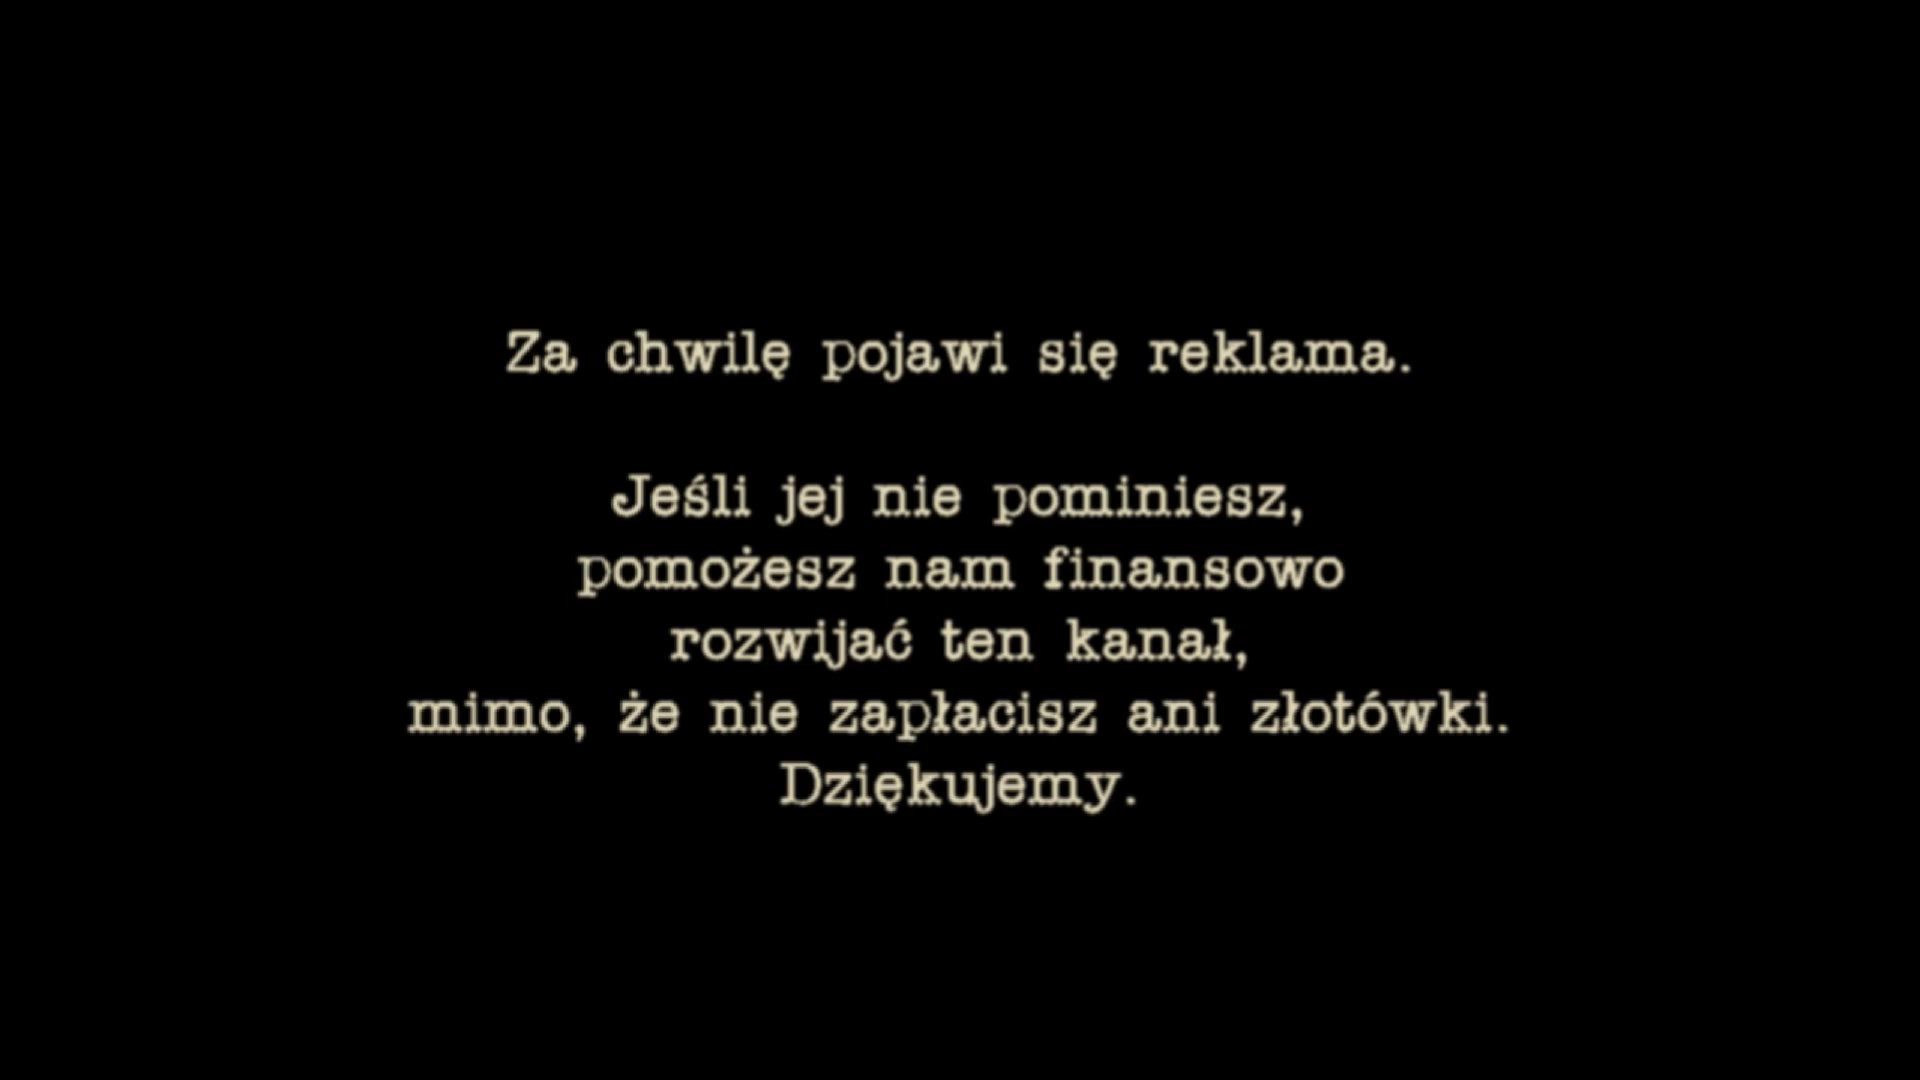 Za chwilę pojawi się reklama.
Jeśli jej nie pominiesz,
pomożesz nam finansowo
rozwijać ten kanał,
mimo, że nie zapłacisz ani złotówki.
Dziękujemy.